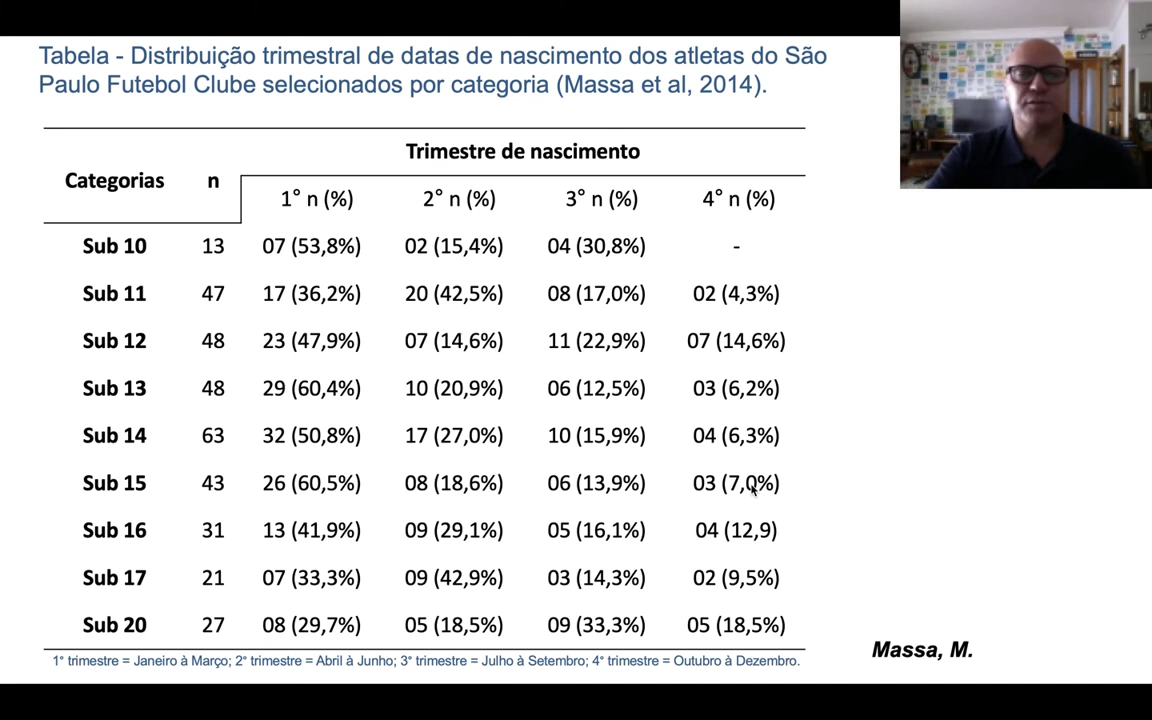 Tabela - Distribuição trimestral de datas de nascimento dos atletas do São
Paulo Futebol Clube selecionados por categoria (Massa et al, 2014).
Trimestre de nascimento
Categorias n
1° n (%) 2° n (%) 3° n (%) 4° n (%)
Sub 10 13 07 (53,8%) 02 (15,4%) 04 (30,8%) -
Sub 11 47 17 (36,2%) 20 (42,5%) 08 (17,0%) 02 (4,3%)
Sub 12 48 23 (47,9%) 07 (14,6%) 11 (22,9%) 07 (14,6%)
Sub 13 48 29 (60,4%) 10 (20,9%) 06 (12,5%) 03 (6,2%)
Sub 14 63 32 (50,8%) 17 (27,0%) 10 (15,9%) 04 (6,3%)
Sub 15 43 26 (60,5%) 08 (18,6%) 06 (13,9%) 03 (7,0%)
Sub 16 31 13 (41,9%) 09 (29,1%) 05 (16,1%) 04 (12,9)
Sub 17 21 07 (33,3%) 09 (42,9%) 03 (14,3%) 02 (9,5%)
Sub 20 27 08 (29,7%) 05 (18,5%) 09 (33,3%) 05 (18,5%)
1° trimestre = Janeiro à Março; 2° trimestre = Abril à Junho; 3° trimestre = Julho à Setembro; 4° trimestre = Outubro à Dezembro.
Massa, M.